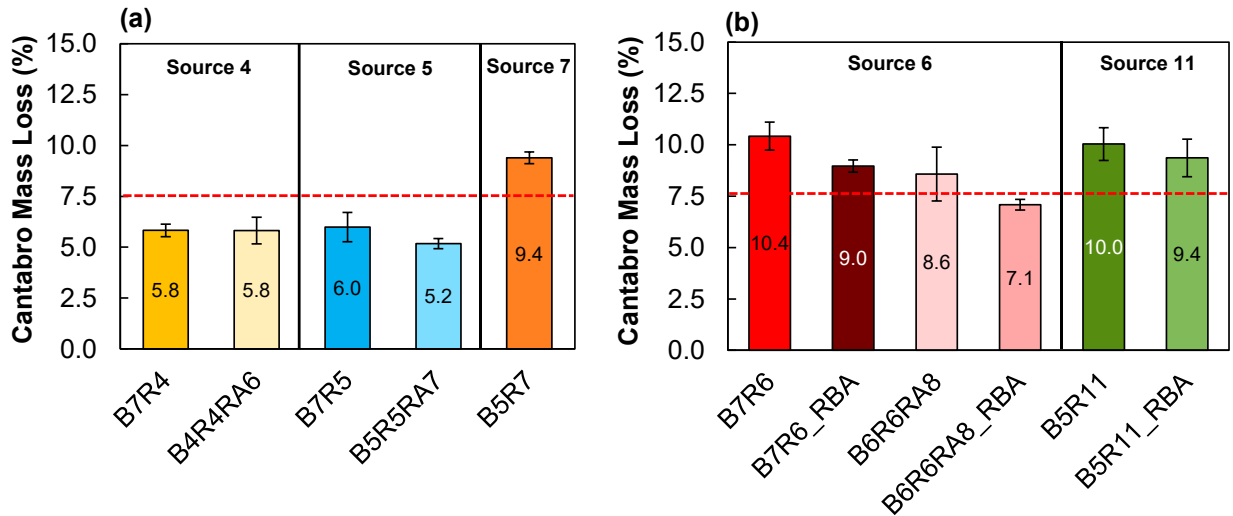 (a)
Cantabro Mass Loss (%)
15.0
12.5
10.0
7.5
5.0
2.5
0.0
Source 4
Source 5
Source 7
5.8
5.8
6.0
5.2
9.4
B7R4
B4R4RA6
B7R5
B5R5RA7
B5R7
(b)
Cantabro Mass Loss (%)
15.0
12.5
10.0
7.5
5.0
2.5
0.0
Source 6
Source 11
10.4
9.0
8.6
7.1
10.0
9.4
B7R6
B7R6_RBA
B6R6RA8
B6R6RA8_RBA
B5R11
B5R11_RBA